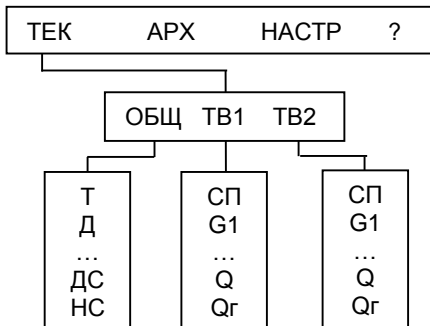 ТЕК АРХ НАСТР ?
ОБЩ ТВ1 ТВ2
Т
Д
...
ДС
НС
СП
G1
...
Q
Qг
СП
G1
...
Q
Qг